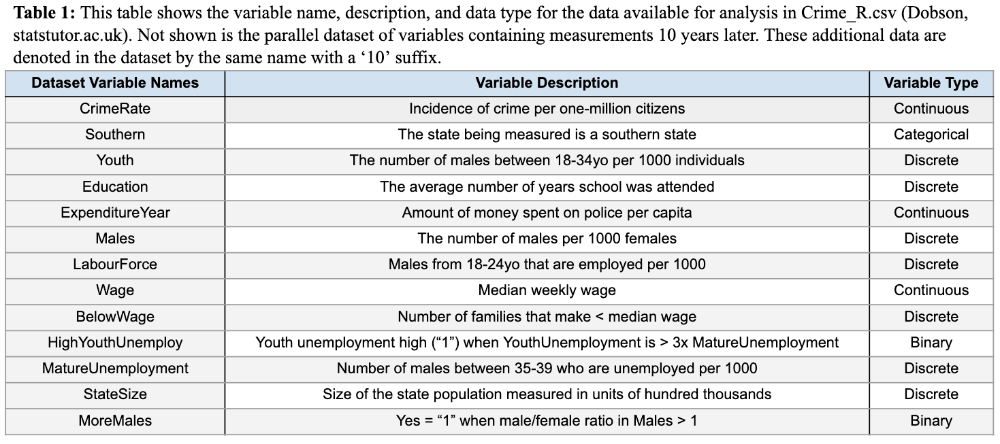 Table 1: This table shows the variable name, description, and data type for the data available for analysis in Crime_R.csv (Dobson,
statstutor.ac.uk). Not shown is the parallel dataset of variables containing measurements 10 years later. These additional data are
denoted in the dataset by the same name with a ‘10’ suffix.
Dataset Variable Names Variable Description Variable Type
CrimeRate Incidence of crime per one-million citizens Continuous
Southern The state being measured is a southern state Categorical
Youth The number of males between 18-34yo per 1000 individuals Discrete
Education The average number of years school was attended Discrete
ExpenditureYear Amount of money spent on police per capita Continuous
Males The number of males per 1000 females Discrete
LabourForce Males from 18-24yo that are employed per 1000 Discrete
Wage Median weekly wage Continuous
BelowWage Number of families that make < median wage Discrete
HighYouthUnemploy Youth unemployment high (“1”) when YouthUnemployment is > 3x MatureUnemployment Binary
MatureUnemployment Number of males between 35-39 who are unemployed per 1000 Discrete
StateSize Size of the state population measured in units of hundred thousands Discrete
MoreMales Yes = “1” when male/female ratio in Males > 1 Binary